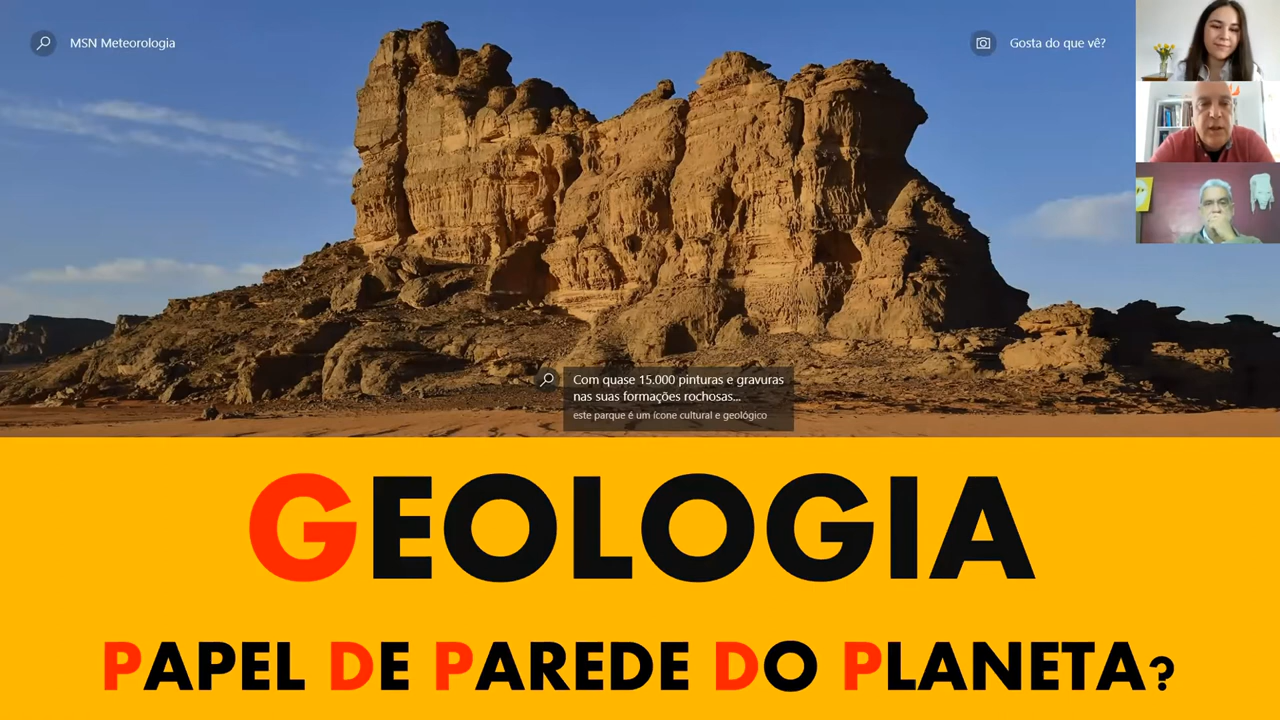 MSN Meteorologia
Gosta do que vê?
Com quase 15.000 pinturas e gravuras
nas suas formações rochosas...
este parque é um ícone cultural e geológico
GEOLOGIA
PAPEL DE PAREDE DO PLANETA?